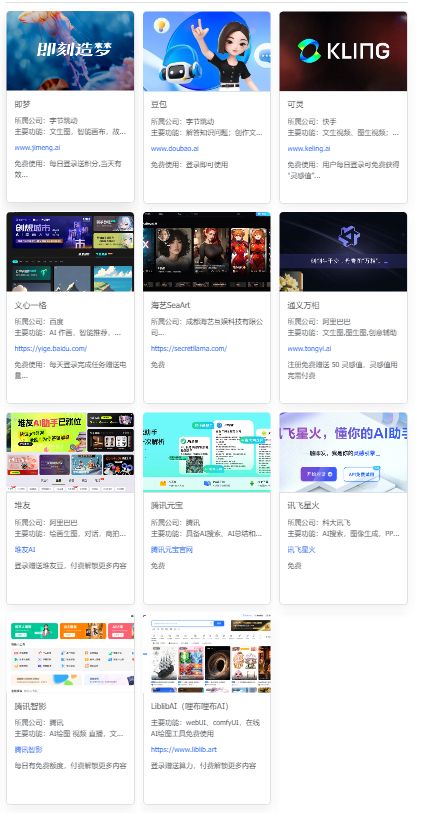 即刻造梦
即梦
所属公司：字节跳动
主要功能：文生图，智能画布，故...
www.jimeng.ai
免费使用：每日登录送积分,当天有
效...
豆包
所属公司：字节跳动
主要功能：解答知识问题；创作文...
www.doubao.ai
免费使用：登录即可使用
KLING
可灵
所属公司：快手
主要功能：文生视频，图生视频；...
www.keling.ai
免费使用：用户每日登录可免费获得
"灵感值"...
文心一格
所属公司：百度
主要功能：AI 作画，智能推荐，...
https://yige.baidu.com/
免费使用：每天登录完成任务赠送电
量...
海艺SeaArt
所属公司：成都海艺互娱科技有限公
司...
https://secretllama.com/
免费
通义万相
所属公司：阿里巴巴
主要功能：文生图,图生图,创意辅助
www.tongyi.ai
注册免费赠送 50 灵感值，灵感值用
完需付费
堆友AI助手已就位
堆友
所属公司：阿里巴巴
主要功能：绘画生图，对话，商拍...
堆友AI
登录赠送堆友豆，付费解锁更多内容
腾讯元宝
所属公司：腾讯
主要功能：具备AI搜索、AI总结和...
腾讯元宝官网
免费
讯飞星火，懂你的AI助手
讯飞星火
所属公司：科大讯飞
主要功能：AI搜索，图像生成，PP...
讯飞星火
免费
腾讯智影
所属公司：腾讯
主要功能：AI绘图 视频 直播，文...
腾讯智影
每日有免费额度，付费解锁更多内容
LiblibAI（哩布哩布AI）
主要功能：webUI，comfyUI，在线
AI绘图工具免费使用
https://www.liblib.art
登录赠送算力，付费解锁更多内容